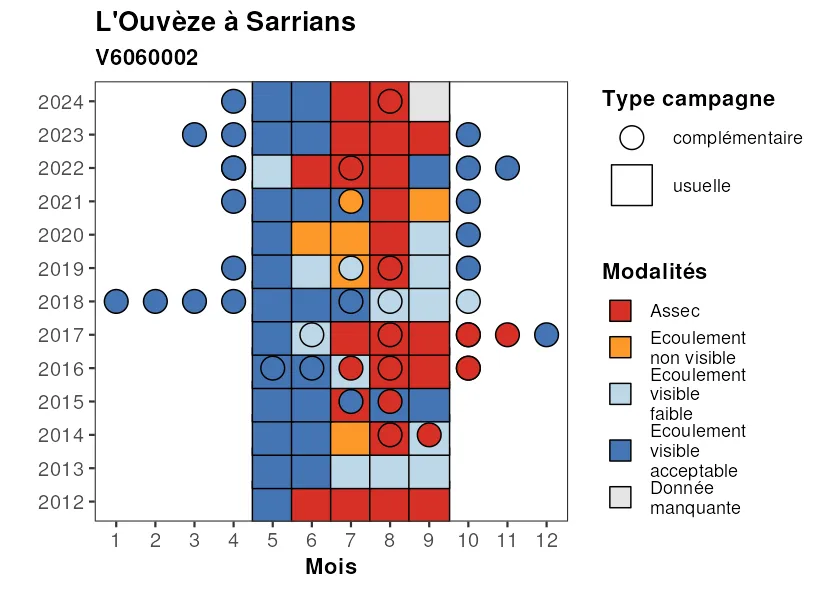 L'Ouvèze à Sarrians
V6060002
2024
2023
2022
2021
2020
2019
2018
2017
2016
2015
2014
2013
2012
1 2 3 4 5 6 7 8 9 10 11 12
Mois
Type campagne
complémentaire
usuelle
Modalités
Assec
Ecoulement
non visible
Ecoulement
visible
faible
Ecoulement
visible
acceptable
Donnée
manquante